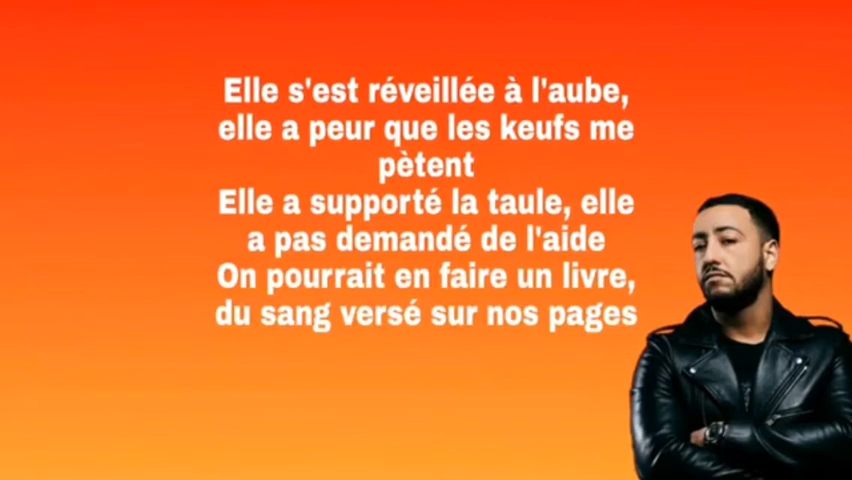 Elle s'est réveillée à l'aube,
elle a peur que les keufs me
pètent
Elle a supporté la taule, elle
a pas demandé de l'aide
On pourrait en faire un livre,
du sang versé sur nos pages